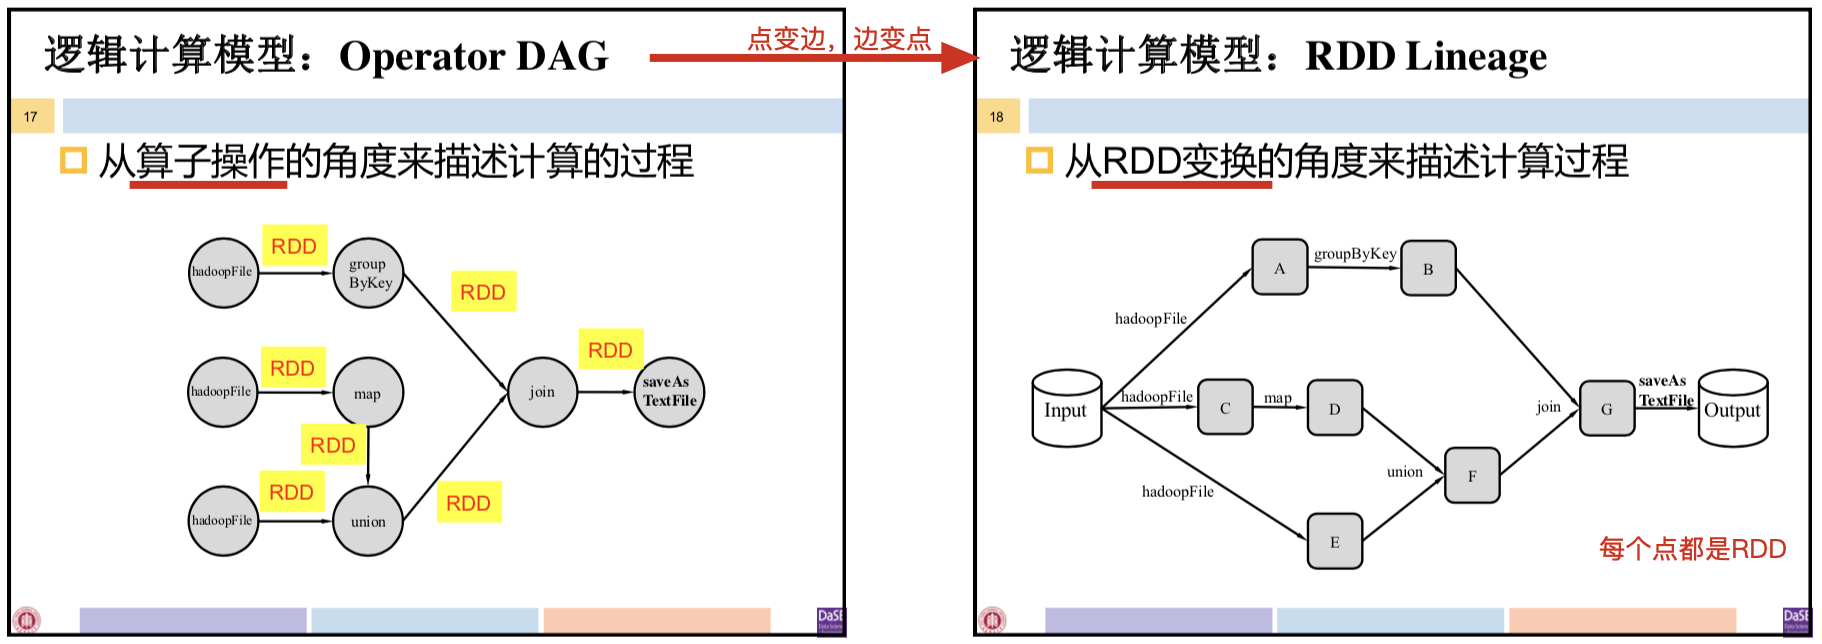 逻辑计算模型：Operator DAG
17
从算子操作的角度来描述计算的过程
hadoopFile
RDD
group
ByKey
RDD
hadoopFile
RDD
map
RDD
join
RDD
saveAs
TextFile
hadoopFile
RDD
union
RDD
DaSE
点变边，边变点
逻辑计算模型：RDD Lineage
18
从RDD变换的角度来描述计算过程
Input
hadoopFile
A
groupByKey
B
hadoopFile
C
map
D
hadoopFile
E
union
F
join
G
saveAs
TextFile
Output
每个点都是RDD
DaSE